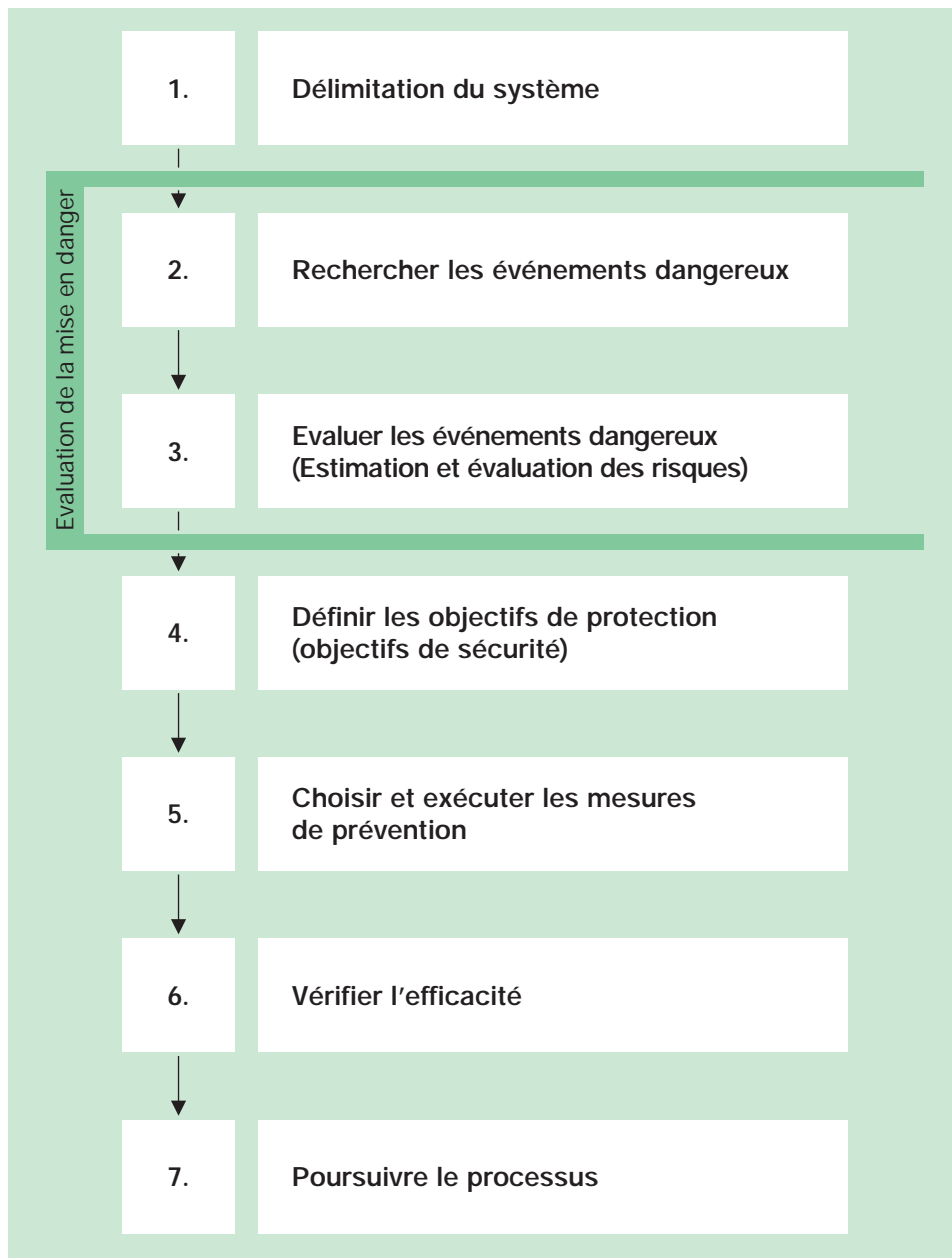 1.
Délimitation du système
Evaluation de la mise en danger
2.
Rechercher les événements dangereux
3.
Evaluer les événements dangereux
(Estimation et évaluation des risques)
4.
Définir les objectifs de protection
(objectifs de sécurité)
5.
Choisir et exécuter les mesures
de prévention
6.
Vérifier l'efficacité
7.
Poursuivre le processus